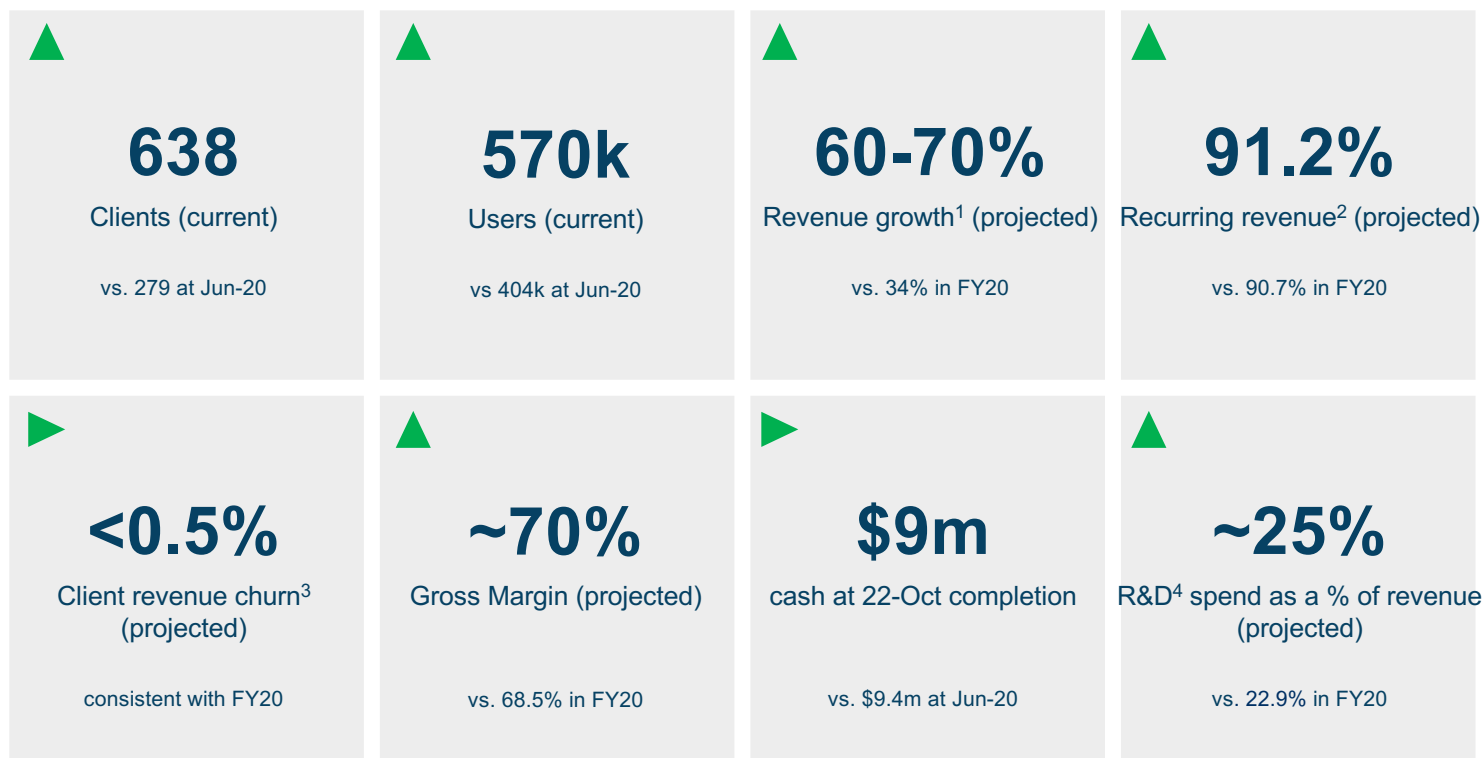 638
Clients (current)
vs. 279 at Jun-20
570k
Users (current)
vs 404k at Jun-20
60-70%
Revenue growth¹ (projected)
vs. 34% in FY20
91.2%
Recurring revenue² (projected)
vs. 90.7% in FY20
<0.5%
Client revenue churn³
(projected)
consistent with FY20
~70%
Gross Margin (projected)
vs. 68.5% in FY20
$9m
cash at 22-Oct completion
vs. $9.4m at Jun-20
~25%
R&D⁴ spend as a % of revenue
(projected)
vs. 22.9% in FY20